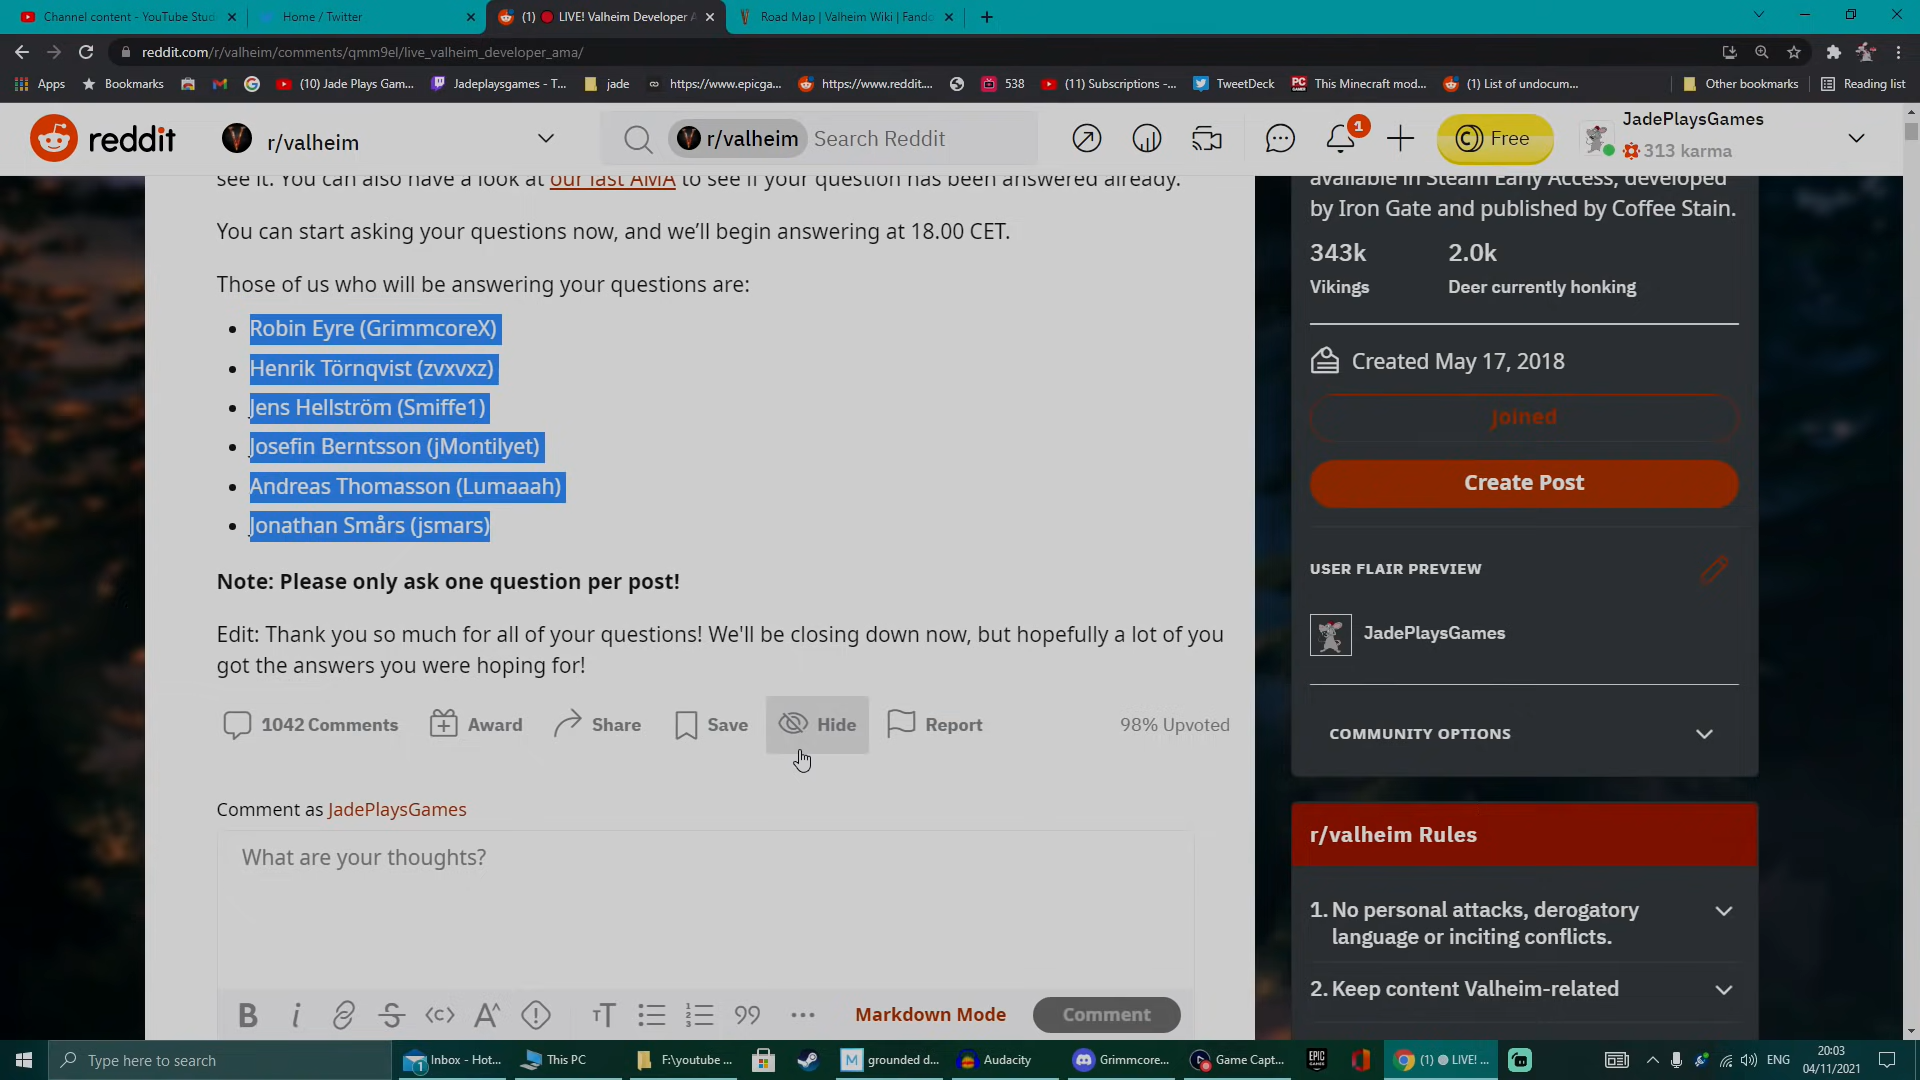 Channel content - YouTube Stud
Home / Twitter
(1) 🔴 LIVE! Valheim Developer A
Road Map | Valheim Wiki | Fando
reddit.com/r/valheim/comments/qmm9el/live_valheim_developer_ama/
Apps
Bookmarks
(10) Jade Plays Gam...
Jadeplaysgames - T...
jade
https://www.epicga...
https://www.reddit....
538
(11) Subscriptions -...
TweetDeck
This Minecraft mod...
(1) List of undocum...
Other bookmarks
Reading list
reddit
r/valheim
r/valheim Search Reddit
1
Free
JadePlaysGames
313 karma
see it. You can also have a look at our last AMA to see if your question has been answered already.
You can start asking your questions now, and we'll begin answering at 18.00 CET.
Those of us who will be answering your questions are:
• Robin Eyre (GrimmcoreX)
• Henrik Törnqvist (zvxvxz)
• Jens Hellström (Smiffe1)
• Josefin Berntsson (jMontilyet)
• Andreas Thomasson (Lumaaah)
• Jonathan Smårs (jsmars)
Note: Please only ask one question per post!
Edit: Thank you so much for all of your questions! We'll be closing down now, but hopefully a lot of you
got the answers you were hoping for!
1042 Comments
Award
Share
Save
Hide
Report
98% Upvoted
Comment as JadePlaysGames
What are your thoughts?
Markdown Mode
Comment
available in Steam Early Access, developed
by Iron Gate and published by Coffee Stain.
343k
2.0k
Vikings
Deer currently honking
Created May 17, 2018
Joined
Create Post
USER FLAIR PREVIEW
JadePlaysGames
COMMUNITY OPTIONS
r/valheim Rules
1. No personal attacks, derogatory
language or inciting conflicts.
2. Keep content Valheim-related
Type here to search
Inbox - Hot...
This PC
F:\youtube ...
grounded d...
Audacity
Grimmcore...
Game Capt...
(1) 🔴 LIVE! ...
ENG
20:03
04/11/2021